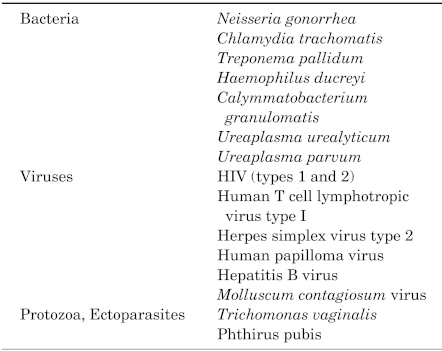 Bacteria Neisseria gonorrhea
Chlamydia trachomatis
Treponema pallidum
Haemophilus ducreyi
Calymmatobacterium
granulomatis
Ureaplasma urealyticum
Ureaplasma parvum
Viruses HIV (types 1 and 2)
Human T cell lymphotropic
virus type I
Herpes simplex virus type 2
Human papilloma virus
Hepatitis B virus
Molluscum contagiosum virus
Protozoa, Ectoparasites Trichomonas vaginalis
Phthirus pubis